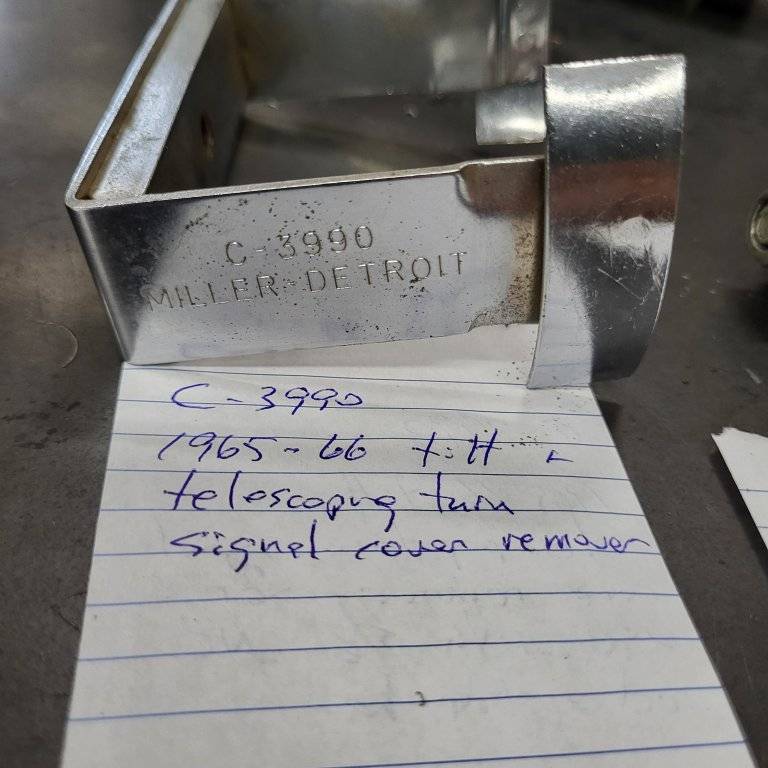 C-3990
MILLER-DETROIT
C-3990
1965-66 tilt &
telescoping turn
signal cover remover